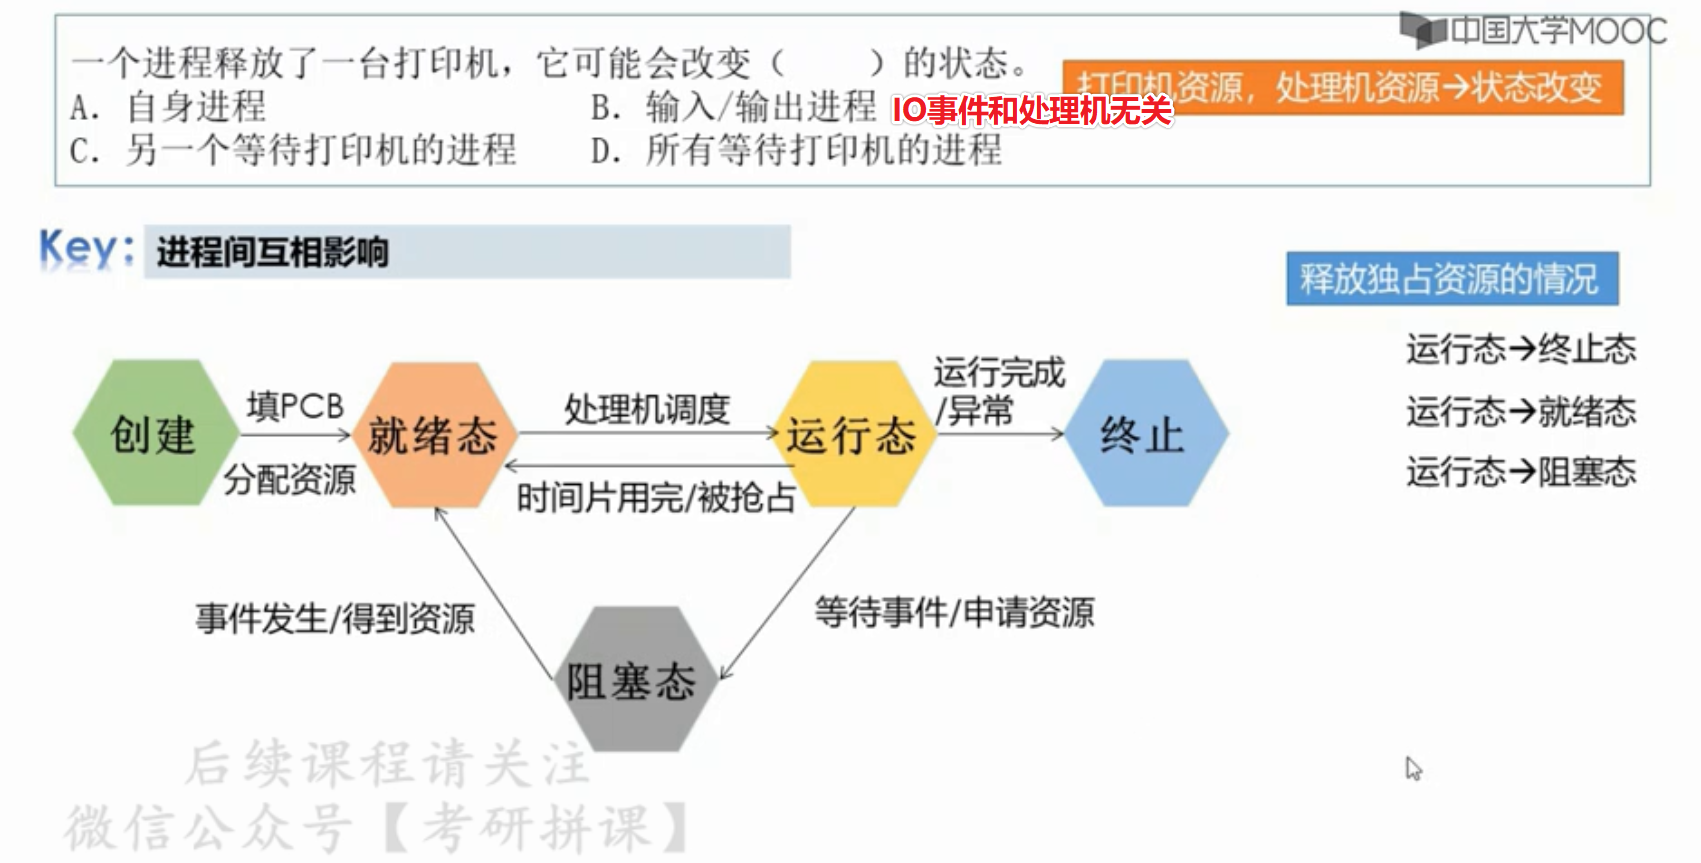 中国大学MOOC
一个进程释放了一台打印机，它可能会改变（　　）的状态。
打印机资源，处理机资源→状态改变
A．自身进程
B．输入/输出进程
IO事件和处理机无关
C．另一个等待打印机的进程
D．所有等待打印机的进程
Key：
进程间互相影响
释放独占资源的情况
运行态→终止态
运行态→就绪态
运行态→阻塞态
创建
填PCB
分配资源
就绪态
处理机调度
时间片用完/被抢占
运行态
运行完成
/异常
终止
事件发生/得到资源
等待事件/申请资源
阻塞态
后续课程请关注
微信公众号【考研拼课】